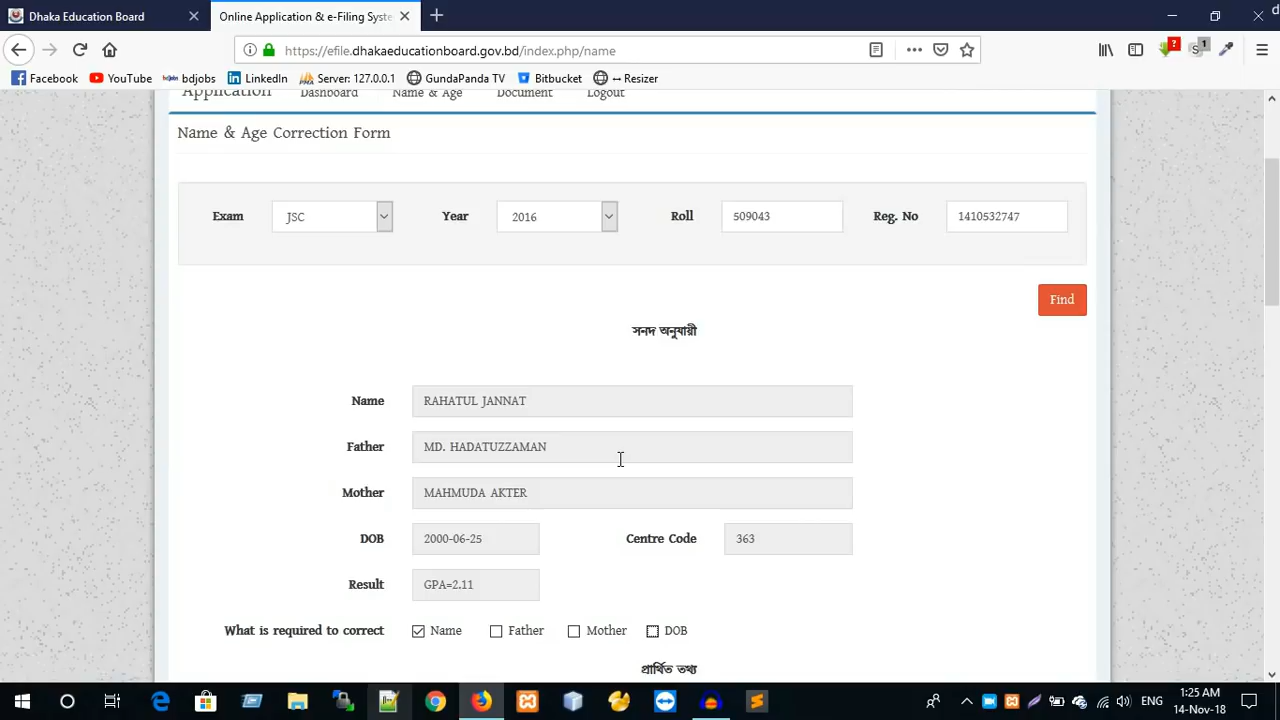 Dhaka Education Board
Online Application & e-Filing Syste
https://efile.dhakaeducationboard.gov.bd/index.php/name
Facebook YouTube bdjobs LinkedIn Server: 127.0.0.1 GundaPanda TV Bitbucket ↔ Resizer
Application Dashboard Name & Age Document Logout
Name & Age Correction Form
Exam JSC Year 2016 Roll 509043 Reg. No 1410532747
Find
সনদ অনুযায়ী
Name RAHATUL JANNAT
Father MD. HADATUZZAMAN
Mother MAHMUDA AKTER
DOB 2000-06-25 Centre Code 363
Result GPA=2.11
What is required to correct Name Father Mother DOB
প্রার্থিত তথ্য
ENG
1:25 AM
14-Nov-18